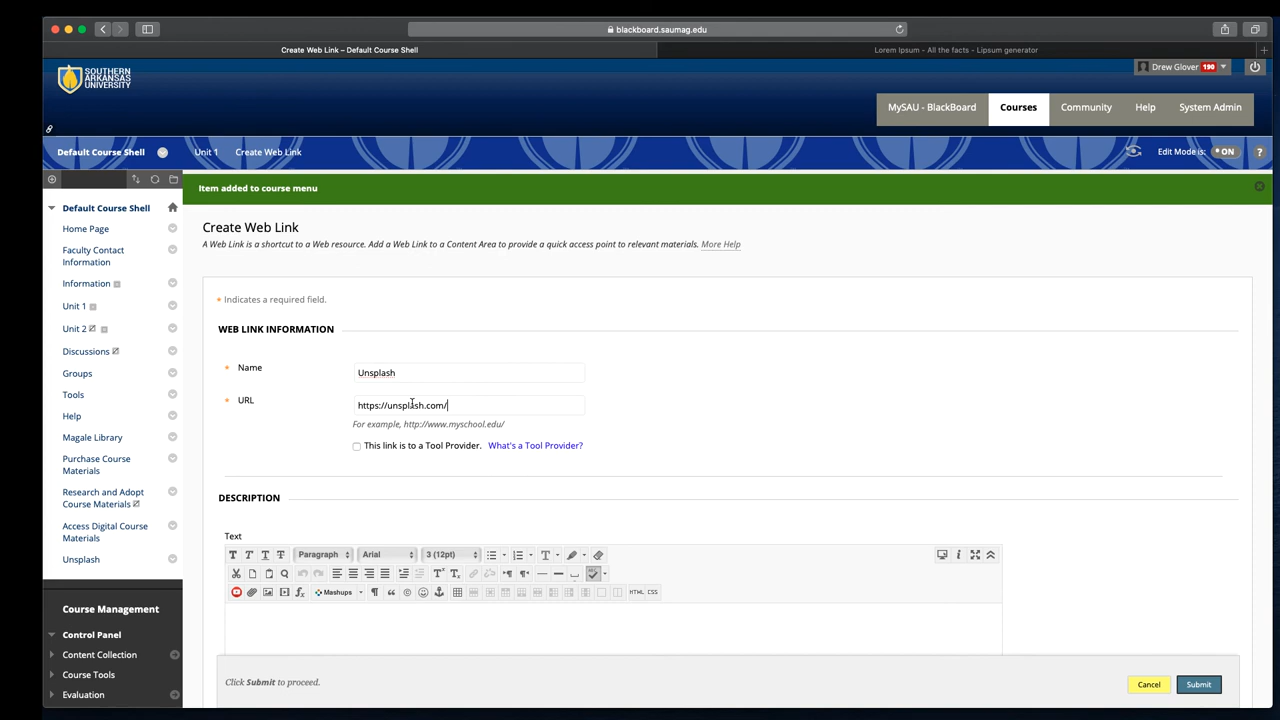 blackboard.saumag.edu
Create Web Link – Default Course Shell
Lorem Ipsum - All the facts - Lipsum generator
SOUTHERN
ARKANSAS
UNIVERSITY
Drew Glover 190
MySAU - BlackBoard
Courses
Community
Help
System Admin
Default Course Shell
Unit 1
Create Web Link
Edit Mode is:
ON
?
Item added to course menu
Default Course Shell
Home Page
Faculty Contact
Information
Information
Unit 1
Unit 2
Discussions
Groups
Tools
Help
Magale Library
Purchase Course
Materials
Research and Adopt
Course Materials
Access Digital Course
Materials
Unsplash
Course Management
Control Panel
Content Collection
Course Tools
Evaluation
Create Web Link
A Web Link is a shortcut to a Web resource. Add a Web Link to a Content Area to provide a quick access point to relevant materials. More Help
* Indicates a required field.
WEB LINK INFORMATION
* Name
Unsplash
* URL
https://unsplash.com/
For example, http://www.myschool.edu/
This link is to a Tool Provider. What's a Tool Provider?
DESCRIPTION
Text
T T T T Paragraph Arial 3 (12pt) T
Mashups HTML CSS
Click Submit to proceed.
Cancel
Submit